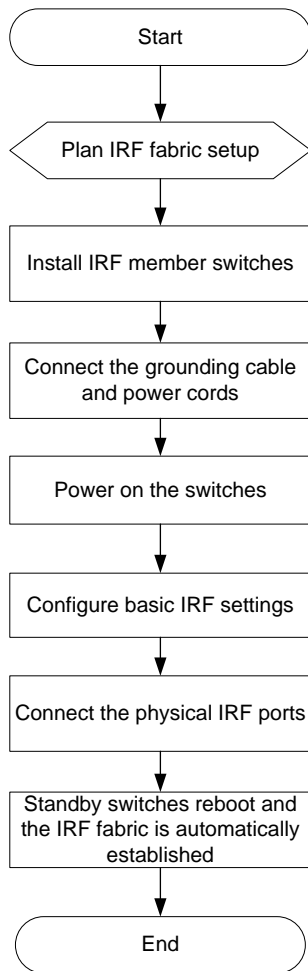 Start
Plan IRF fabric setup
Install IRF member switches
Connect the grounding cable
and power cords
Power on the switches
Configure basic IRF settings
Connect the physical IRF ports
Standby switches reboot and
the IRF fabric is automatically
established
End